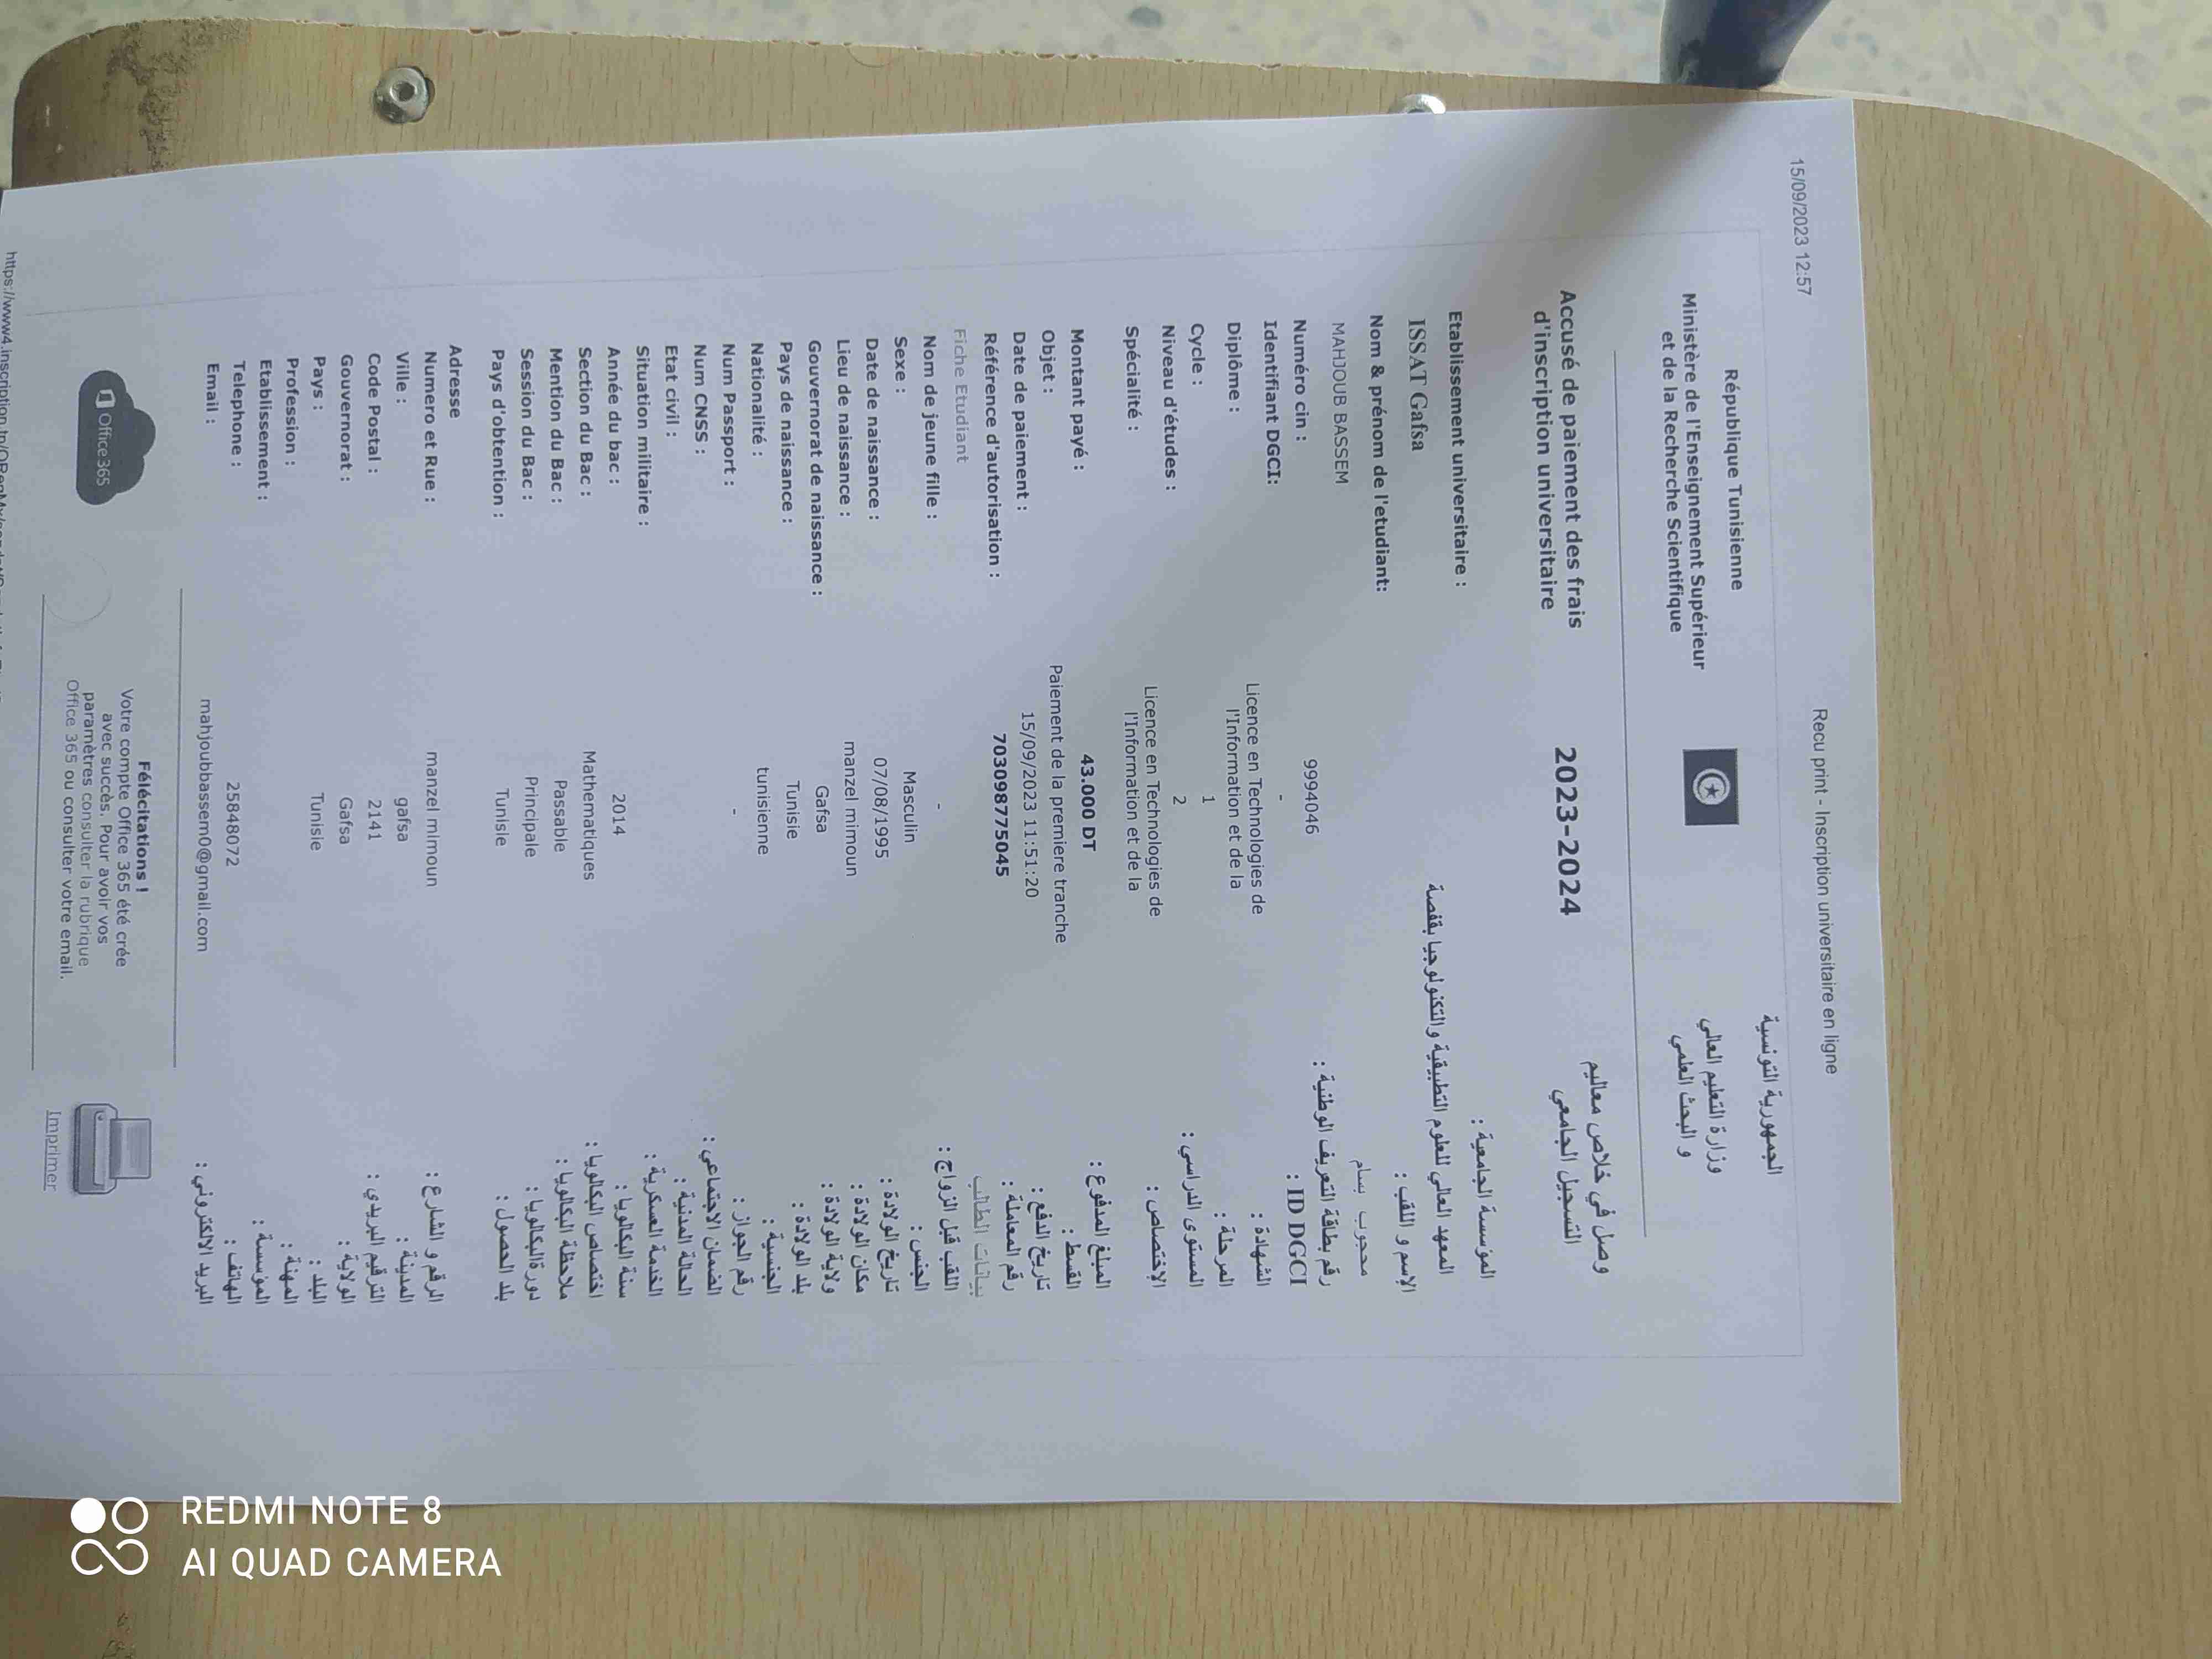 15/09/2023 12:57
Recu print - Inscription universitaire en ligne
République Tunisienne
الجمهورية التونسية
Ministère de l'Enseignement Supérieur
et de la Recherche Scientifique
وزارة التعليم العالي
و البحث العلمي
Accusé de paiement des frais
d'inscription universitaire
2023-2024
وصل في خلاص معاليم
التسجيل الجامعي
Etablissement universitaire :
المؤسسة الجامعية :
ISSAT Gafsa
المعهد العالي للعلوم التطبيقية والتكنولوجيا بقفصة
Nom & prénom de l'etudiant:
الإسم و اللقب :
MAHJOUB BASSEM
محجوب بسام
Numéro cin :
9994046
رقم بطاقة التعريف الوطنية :
Identifiant DGCI:
-
ID DGCI :
Diplôme :
Licence en Technologies de
l'Information et de la
الشهادة :
Cycle :
1
المرحلة :
Niveau d'études :
2
المستوى الدراسي :
Spécialité :
Licence en Technologies de
l'Information et de la
الإختصاص :
Montant payé :
43.000 DT
المبلغ المدفوع :
Objet :
Paiement de la premiere tranche
القسط :
Date de paiement :
15/09/2023 11:51:20
تاريخ الدفع :
Référence d'autorisation :
703098775045
رقم المعاملة :
Fiche Etudiant
بيانات الطالب
Nom de jeune fille :
-
اللقب قبل الزواج :
Sexe :
Masculin
الجنس :
Date de naissance :
07/08/1995
تاريخ الولادة :
Lieu de naissance :
manzel mimoun
مكان الولادة :
Gouvernorat de naissance :
Gafsa
ولاية الولادة :
Pays de naissance :
Tunisie
بلد الولادة :
Nationalité :
tunisienne
الجنسية :
Num Passport :
-
رقم الجواز :
Num CNSS :
الضمان الاجتماعي :
Etat civil :
الحالة المدنية :
Situation militaire :
الخدمة العسكرية :
Année du bac :
2014
سنة البكالويا :
Section du Bac :
Mathematiques
اختصاص البكالويا :
Mention du Bac :
Passable
ملاحظة البكالويا :
Session du Bac :
Principale
دورةالبكالويا :
Pays d'obtention :
Tunisie
بلد الحصول :
Adresse
Numero et Rue :
manzel mimoun
الرقم و الشارع :
Ville :
gafsa
المدينة :
Code Postal :
2141
الترقيم البريدي :
Gouvernorat :
Gafsa
الولاية :
Pays :
Tunisie
البلد :
Profession :
المهنة :
Etablissement :
المؤسسة :
Telephone :
25848072
الهاتف :
Email :
mahjoubbassem0@gmail.com
البريد الالكتروني :
Office365
Félécitations !
Votre compte Office 365 été crée
avec succès. Pour avoir vos
paramètres consulter la rubrique
Office 365 ou consulter votre email.
Imprimer
REDMI NOTE 8
AI QUAD CAMERA